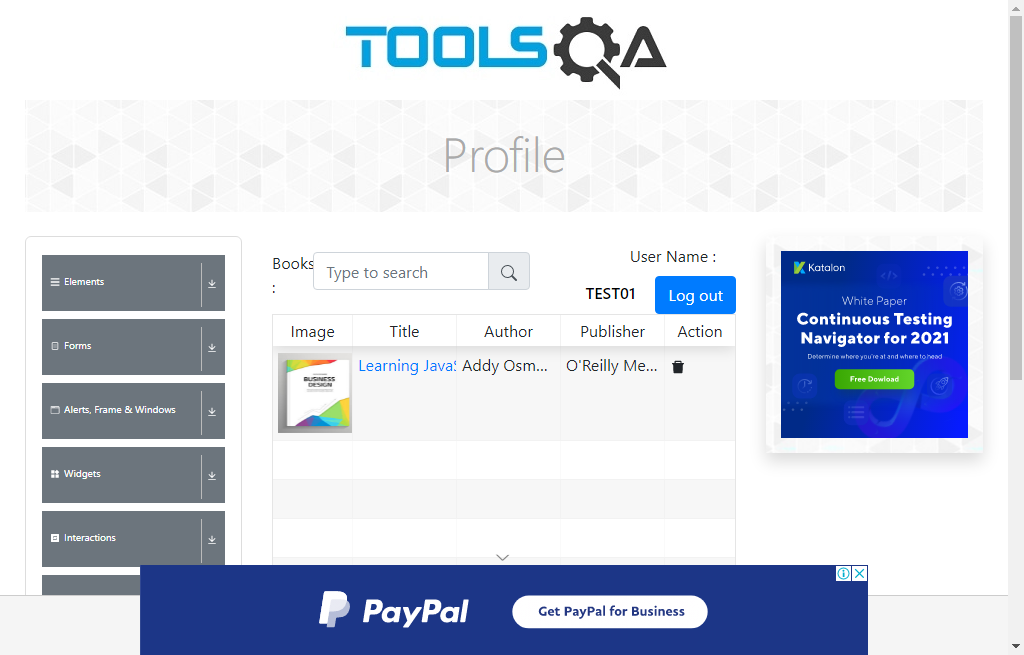 TOOLSQA
Profile
Elements
Forms
Alerts, Frame & Windows
Widgets
Interactions
Books
:
Type to search
User Name :
TEST01
Log out
Image Title Author Publisher Action
BUSINESS
DESIGN
Learning JavaS Addy Osm... O'Reilly Me...
Katalon
White Paper
Continuous Testing
Navigator for 2021
Determine where you're at and where to head
Free Dowload
PayPal
Get PayPal for Business